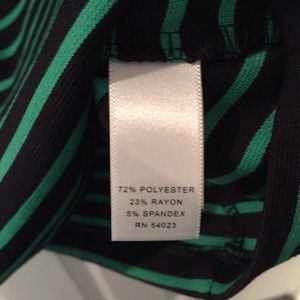 72% POLYESTER
23% RAYON
5% SPANDEX
RN 54023